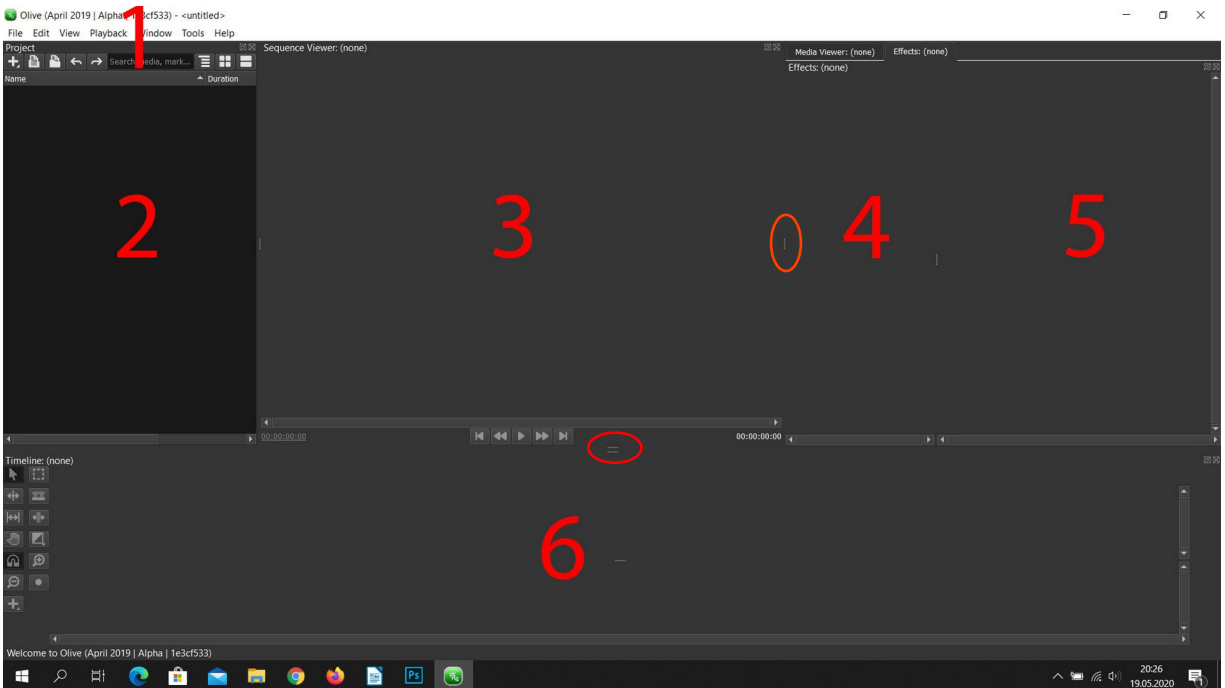 Olive (April 2019 | Alpha | 1e3cf533) - <untitled>
File Edit View Playback Window Tools Help
1
Project
Search media, mark...
Name Duration
Sequence Viewer: (none)
Media Viewer: (none) Effects: (none)
Effects: (none)
2 3 4 5
00:00:00:00 00:00:00:00
Timeline: (none)
6
Welcome to Olive (April 2019 | Alpha | 1e3cf533)
Ps
20:26
19.05.2020
1